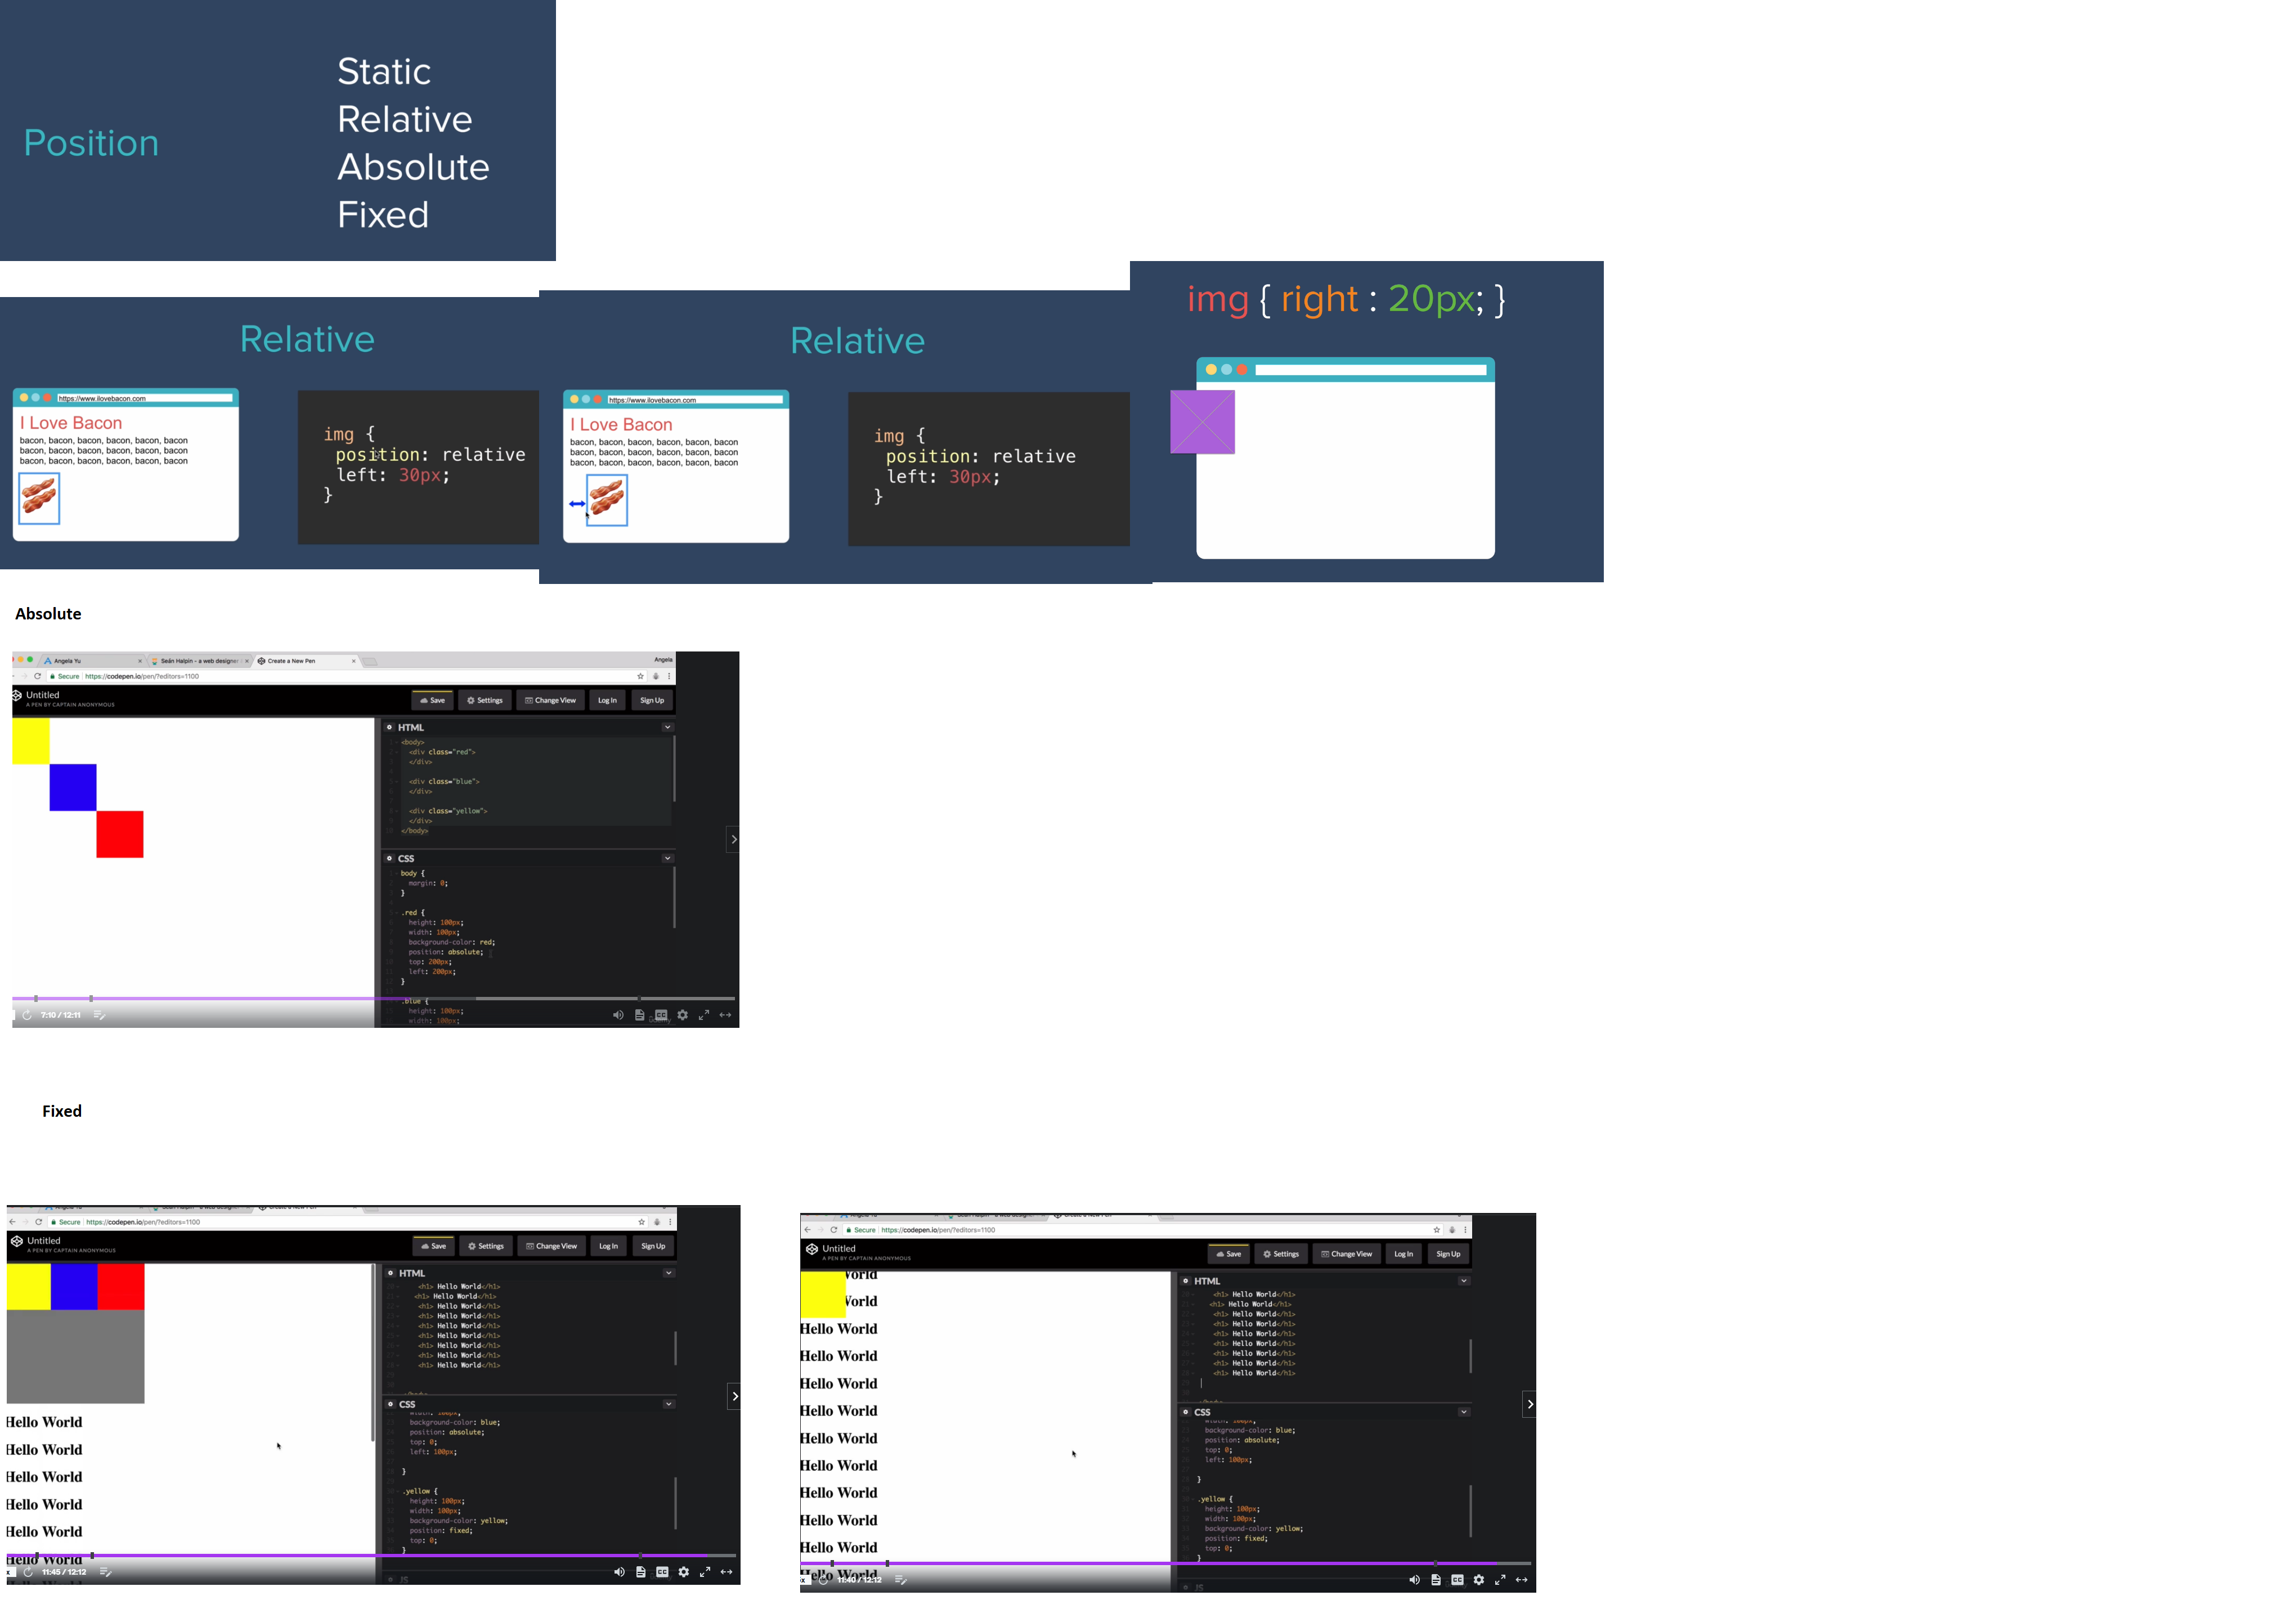 Position
Static
Relative
Absolute
Fixed
Relative
https://www.ilovebacon.com
I Love Bacon
bacon, bacon, bacon, bacon, bacon, bacon
bacon, bacon, bacon, bacon, bacon, bacon
bacon, bacon, bacon, bacon, bacon, bacon
img {
position: relative
left: 30px;
}
Relative
https://www.ilovebacon.com
I Love Bacon
bacon, bacon, bacon, bacon, bacon, bacon
bacon, bacon, bacon, bacon, bacon, bacon
bacon, bacon, bacon, bacon, bacon, bacon
img {
position: relative
left: 30px;
}
img { right : 20px; }
Absolute
Angela Yu
Seán Halpin - a web designer
Create a New Pen
Angela
Secure https://codepen.io/pen/?editors=1100
Untitled
A PEN BY CAPTAIN ANONYMOUS
Save Settings Change View Log In Sign Up
HTML
<body>
<div class="red">
</div>
<div class="blue">
</div>
<div class="yellow">
</div>
</body>
CSS
body {
margin: 0;
}
.red {
height: 100px;
width: 100px;
background-color: red;
position: absolute;
top: 200px;
left: 200px;
}
.blue {
height: 100px;
width: 100px;
7:10 / 12:11
Fixed
Secure https://codepen.io/pen/?editors=1100
Untitled
A PEN BY CAPTAIN ANONYMOUS
Save Settings Change View Log In Sign Up
Hello World
Hello World
Hello World
Hello World
Hello World
Hello World
HTML
<h1> Hello World</h1>
<h1> Hello World</h1>
<h1> Hello World</h1>
<h1> Hello World</h1>
<h1> Hello World</h1>
<h1> Hello World</h1>
<h1> Hello World</h1>
<h1> Hello World</h1>
<h1> Hello World</h1>
CSS
width: 100px;
background-color: blue;
position: absolute;
top: 0;
left: 100px;
}
.yellow {
height: 100px;
width: 100px;
background-color: yellow;
position: fixed;
top: 0;
}
JS
11:45 / 12:12
Secure https://codepen.io/pen/?editors=1100
Untitled
A PEN BY CAPTAIN ANONYMOUS
Save Settings Change View Log In Sign Up
World
World
Hello World
Hello World
Hello World
Hello World
Hello World
Hello World
Hello World
Hello World
Hello World
Hello World
HTML
<h1> Hello World</h1>
<h1> Hello World</h1>
<h1> Hello World</h1>
<h1> Hello World</h1>
<h1> Hello World</h1>
<h1> Hello World</h1>
<h1> Hello World</h1>
<h1> Hello World</h1>
<h1> Hello World</h1>
CSS
width: 100px;
background-color: blue;
position: absolute;
top: 0;
left: 100px;
}
.yellow {
height: 100px;
width: 100px;
background-color: yellow;
position: fixed;
top: 0;
}
JS
11:40 / 12:12